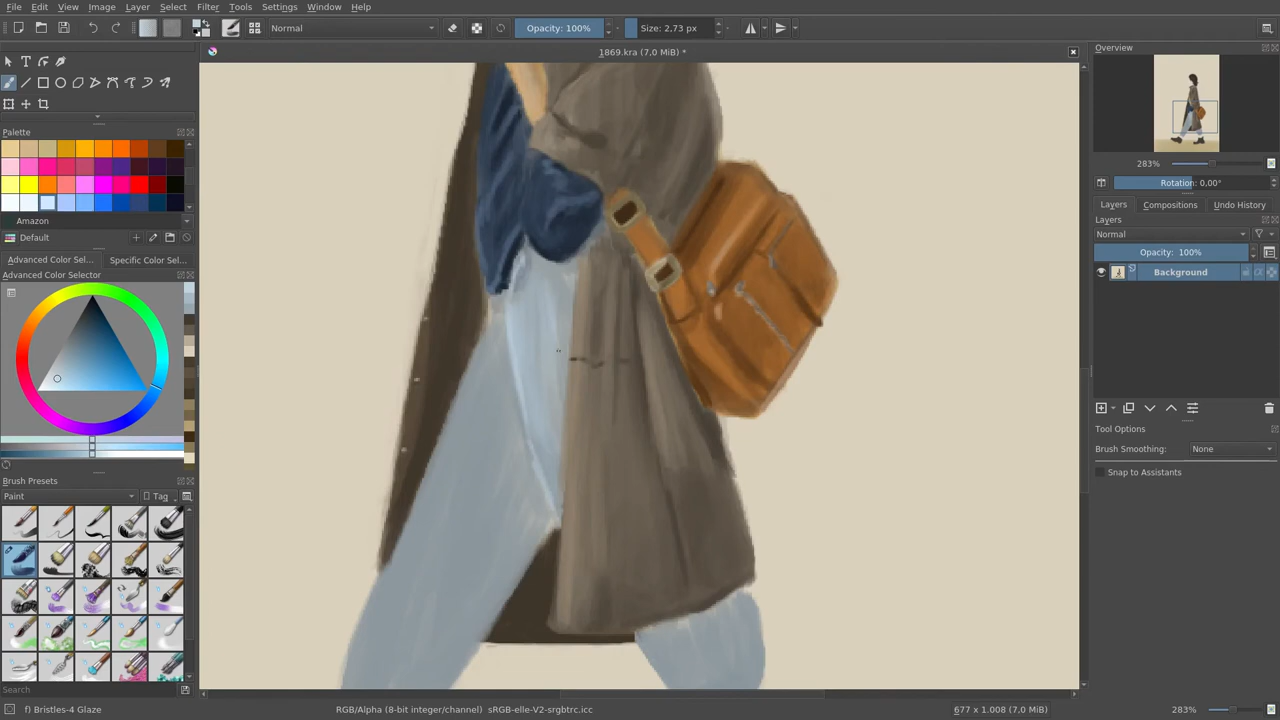 File Edit View Image Layer Select Filter Tools Settings Window Help
Normal Opacity: 100% Size: 2,73 px
1869.kra (7,0 MiB) *
Palette
Amazon
Default
Advanced Color Sel... Specific Color Sel...
Advanced Color Selector
Brush Presets
Paint Tag
Search
f) Bristles-4 Glaze RGB/Alpha (8-bit integer/channel) sRGB-elle-V2-srgbtrc.icc 677 x 1.008 (7,0 MiB) 283%
Overview
283%
Rotation: 0,00°
Layers Compositions Undo History
Layers
Normal
Opacity: 100%
Background
Tool Options
Brush Smoothing: None
Snap to Assistants